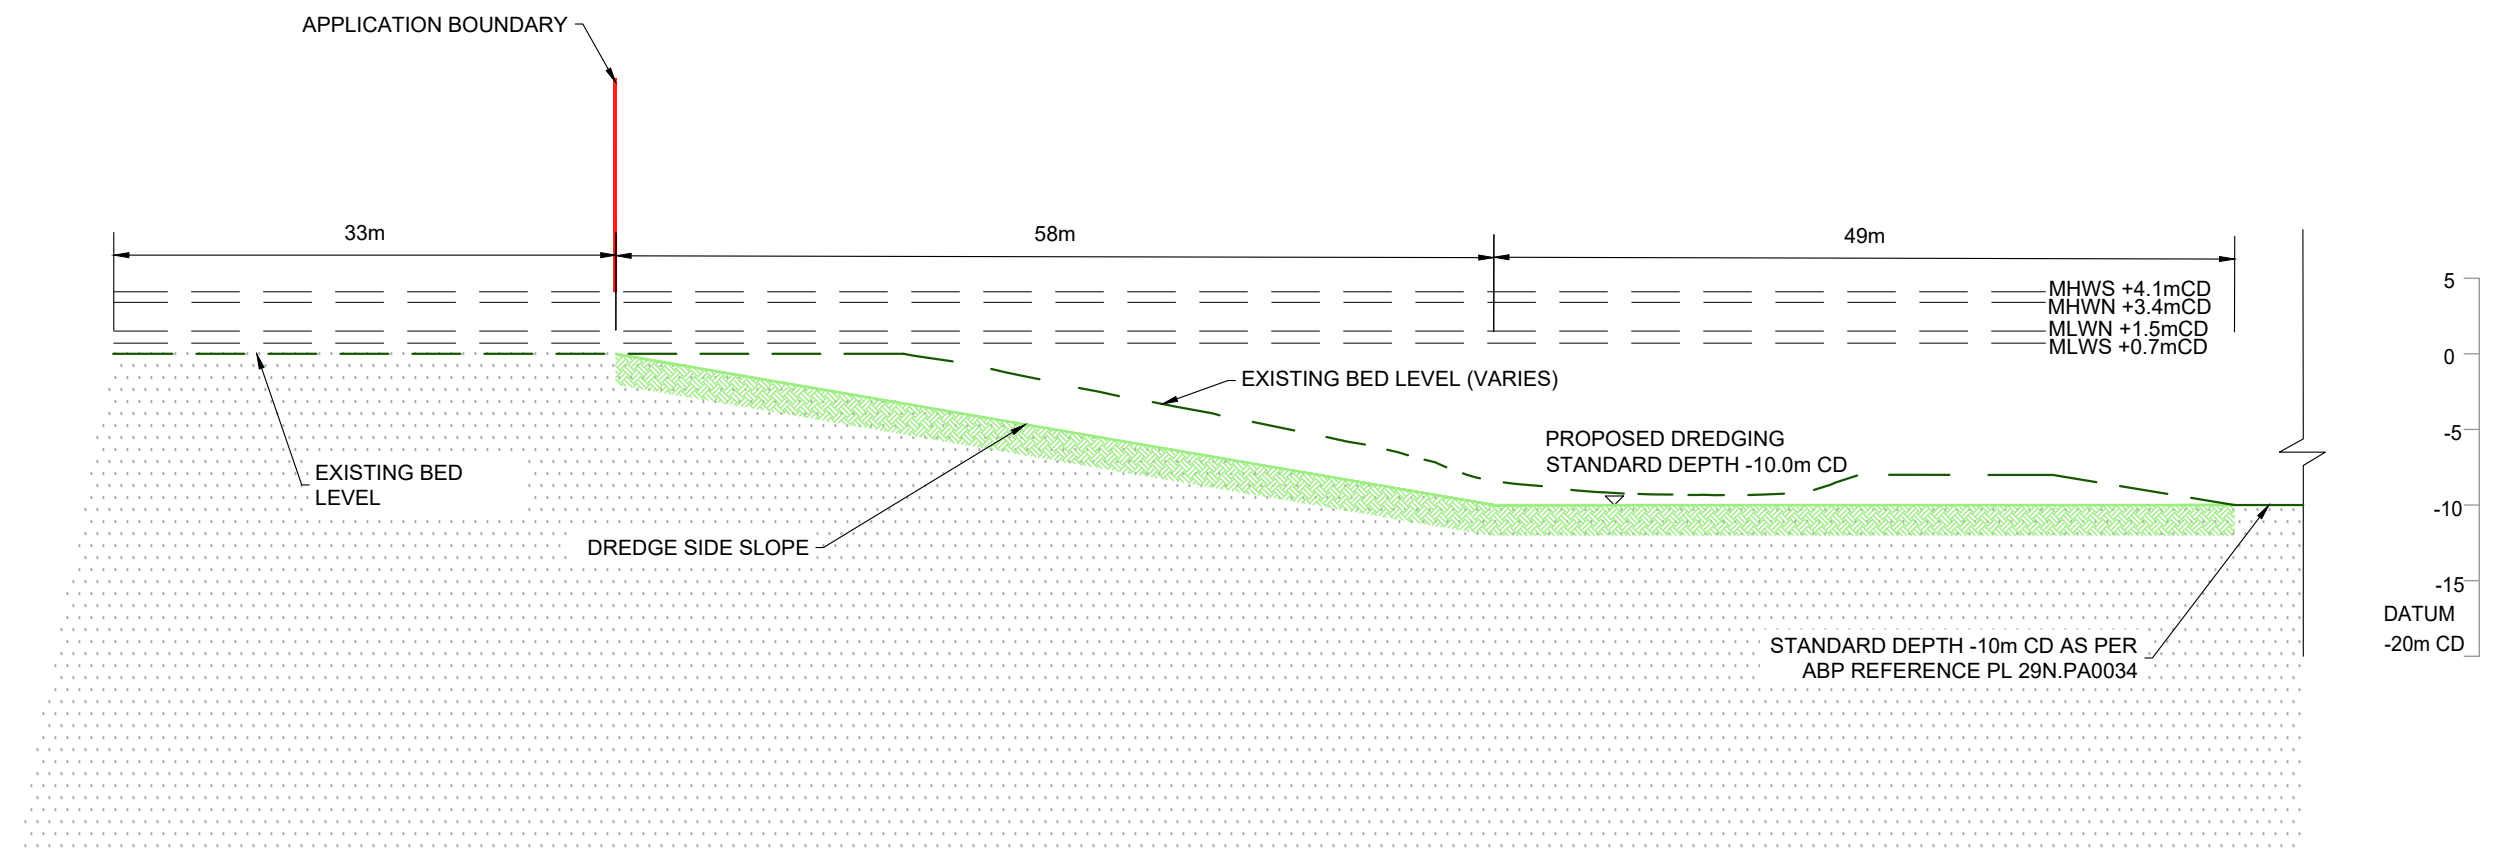 APPLICATION BOUNDARY
33m
58m
49m
MHWS +4.1mCD
MHWN +3.4mCD
MLWN +1.5mCD
MLWS +0.7mCD
5
0
-5
-10
-15
DATUM
-20m CD
EXISTING BED LEVEL (VARIES)
PROPOSED DREDGING
STANDARD DEPTH -10.0m CD
EXISTING BED
LEVEL
DREDGE SIDE SLOPE
STANDARD DEPTH -10m CD AS PER
ABP REFERENCE PL 29N.PA0034